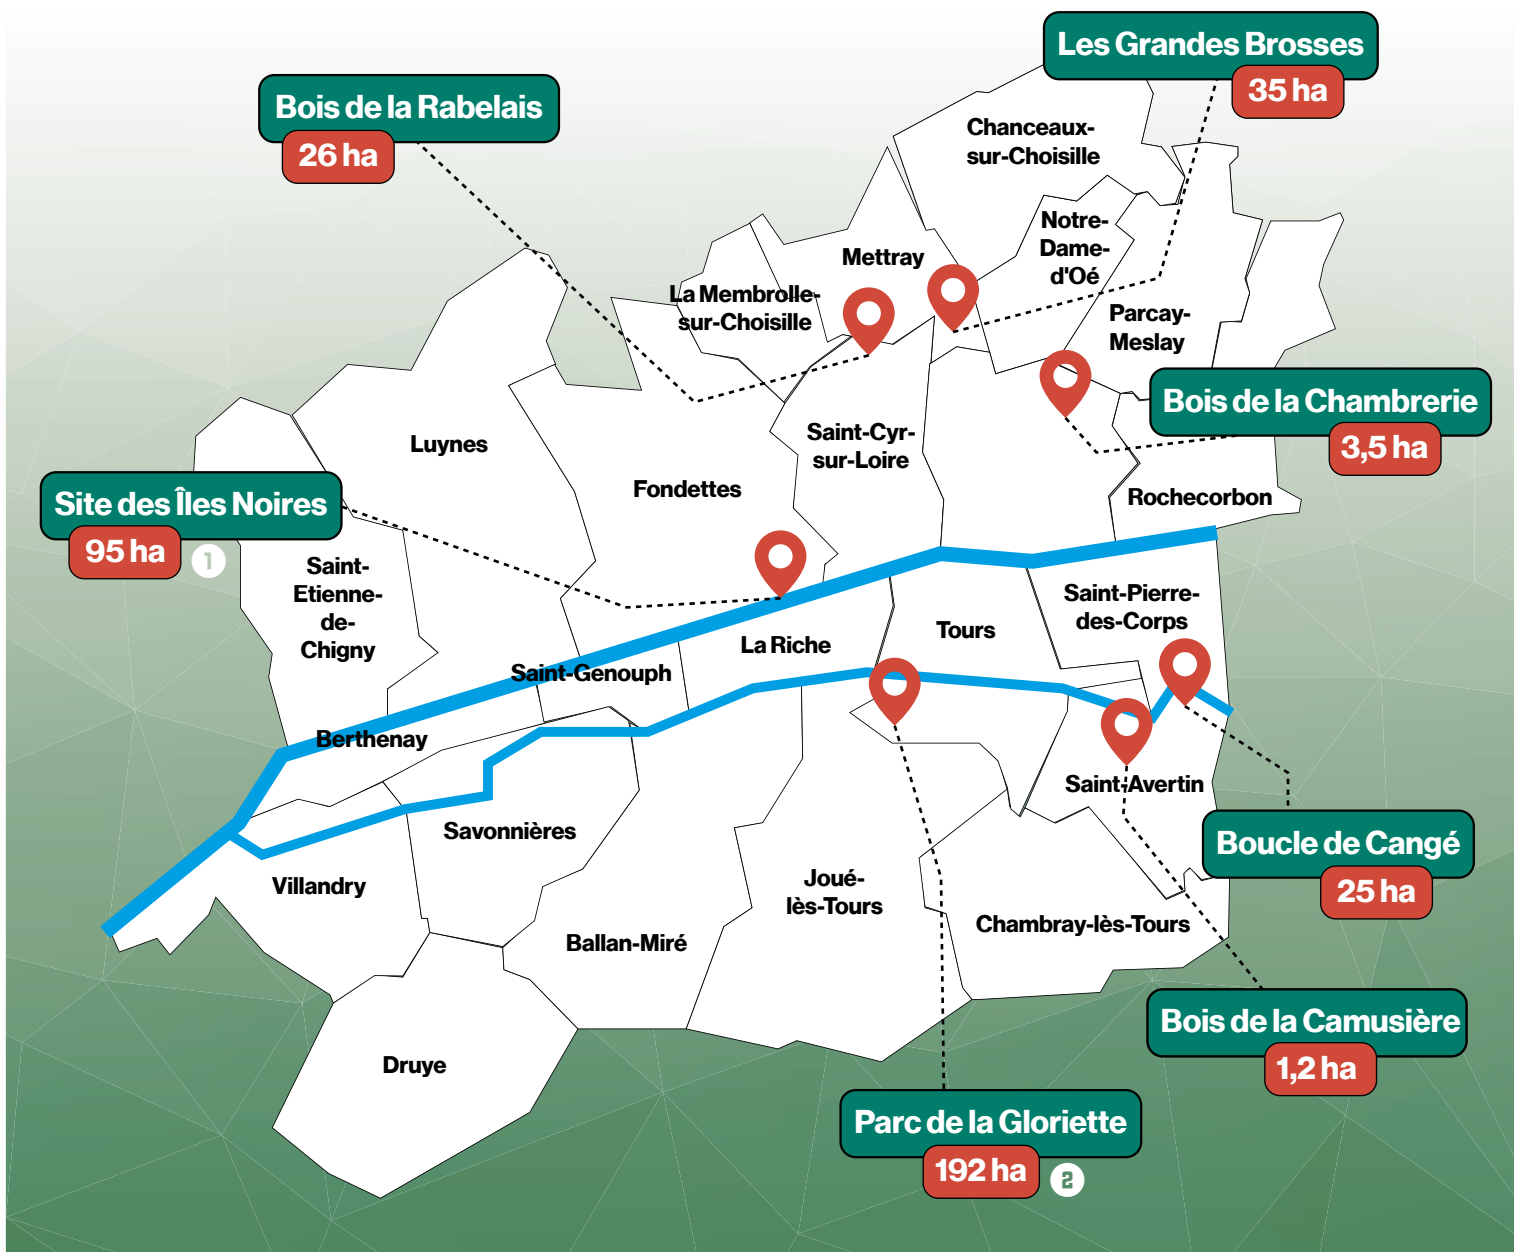 Les Grandes Brosses
35 ha
Bois de la Rabelais
26 ha
Chanceaux-
sur-Choisille
Notre-
Dame-
d'Oé
Mettray
La Membrolle-
sur-Choisille
Parcay-
Meslay
Bois de la Chambrerie
3,5 ha
Luynes
Saint-Cyr-
sur-Loire
Fondettes
Rochecorbon
Site des Îles Noires
95 ha
1
Saint-
Etienne-
de-
Chigny
Saint-Pierre-
des-Corps
Tours
La Riche
Saint-Genouph
Berthenay
Saint-Avertin
Savonnières
Boucle de Cangé
25 ha
Villandry
Joué-
lès-Tours
Chambray-lès-Tours
Ballan-Miré
Bois de la Camusière
1,2 ha
Druye
Parc de la Gloriette
192 ha
2